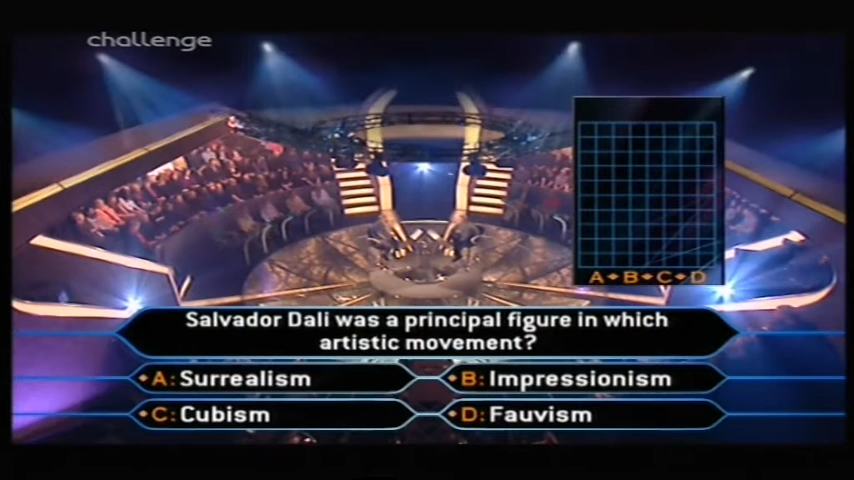 challenge
A B C D
Salvador Dali was a principal figure in which
artistic movement?
A: Surrealism
B: Impressionism
C: Cubism
D: Fauvism